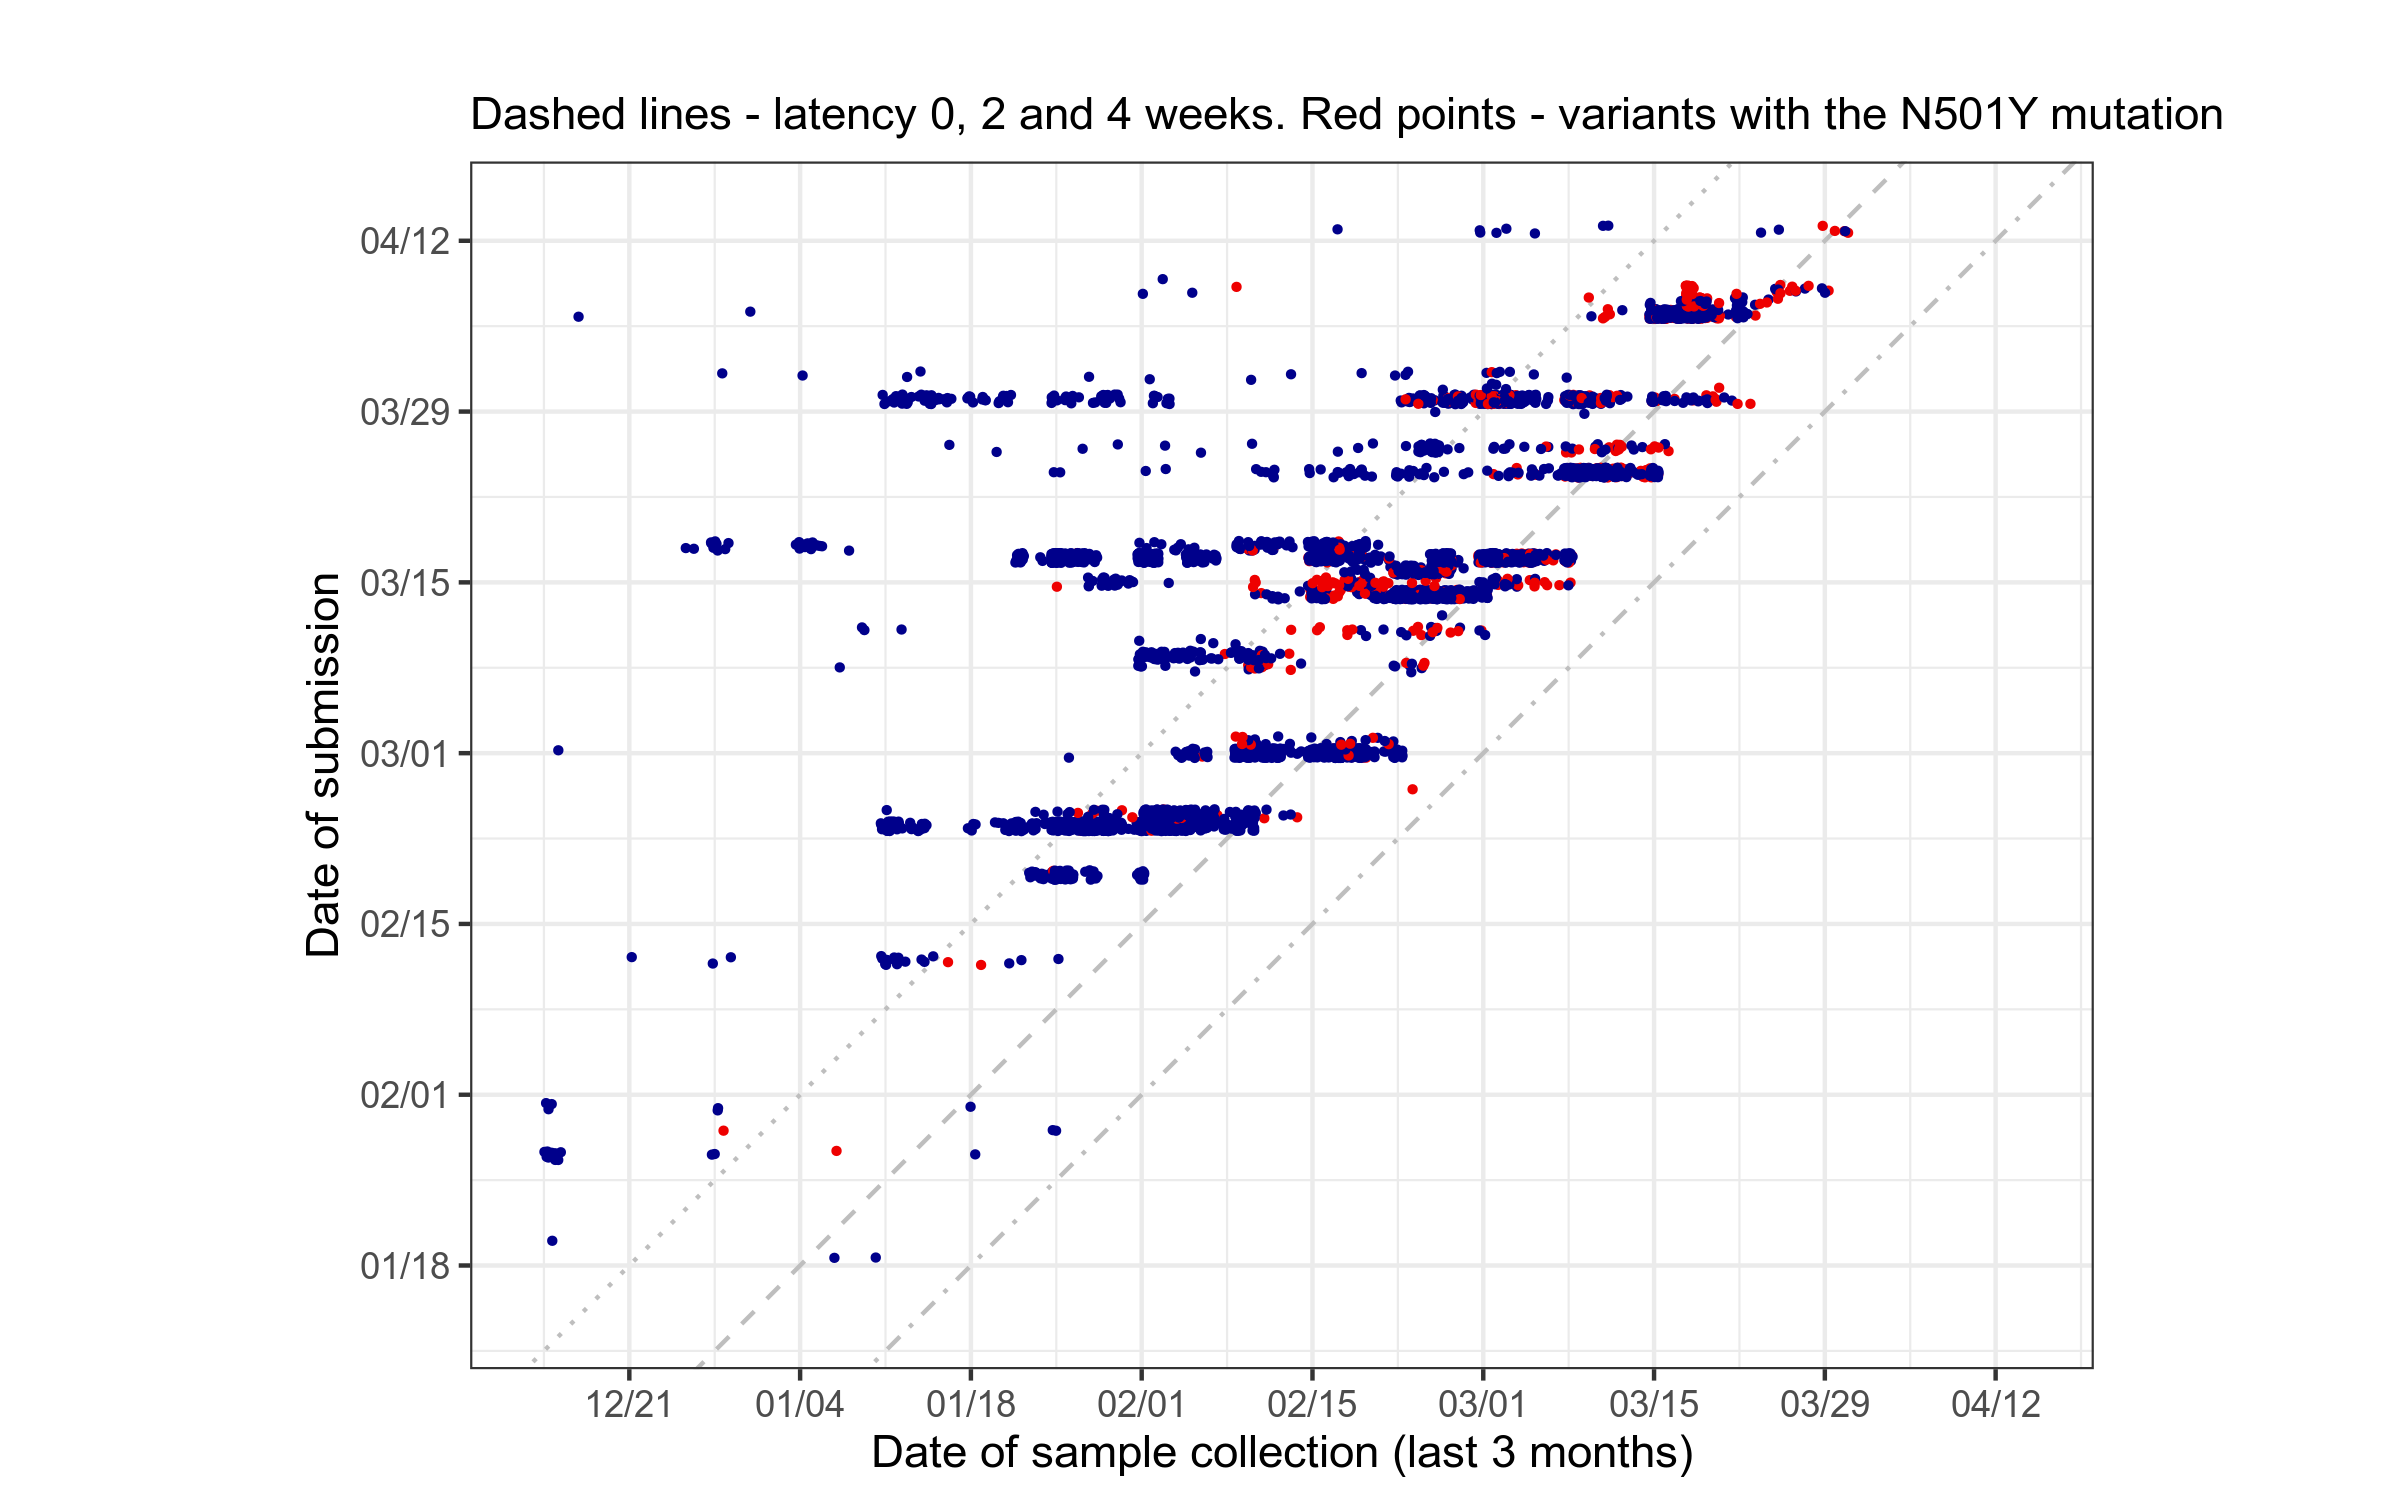 Dashed lines - latency 0, 2 and 4 weeks. Red points - variants with the N501Y mutation
Date of submission
04/12
03/29
03/15
03/01
02/15
02/01
01/18
12/21 01/04 01/18 02/01 02/15 03/01 03/15 03/29 04/12
Date of sample collection (last 3 months)